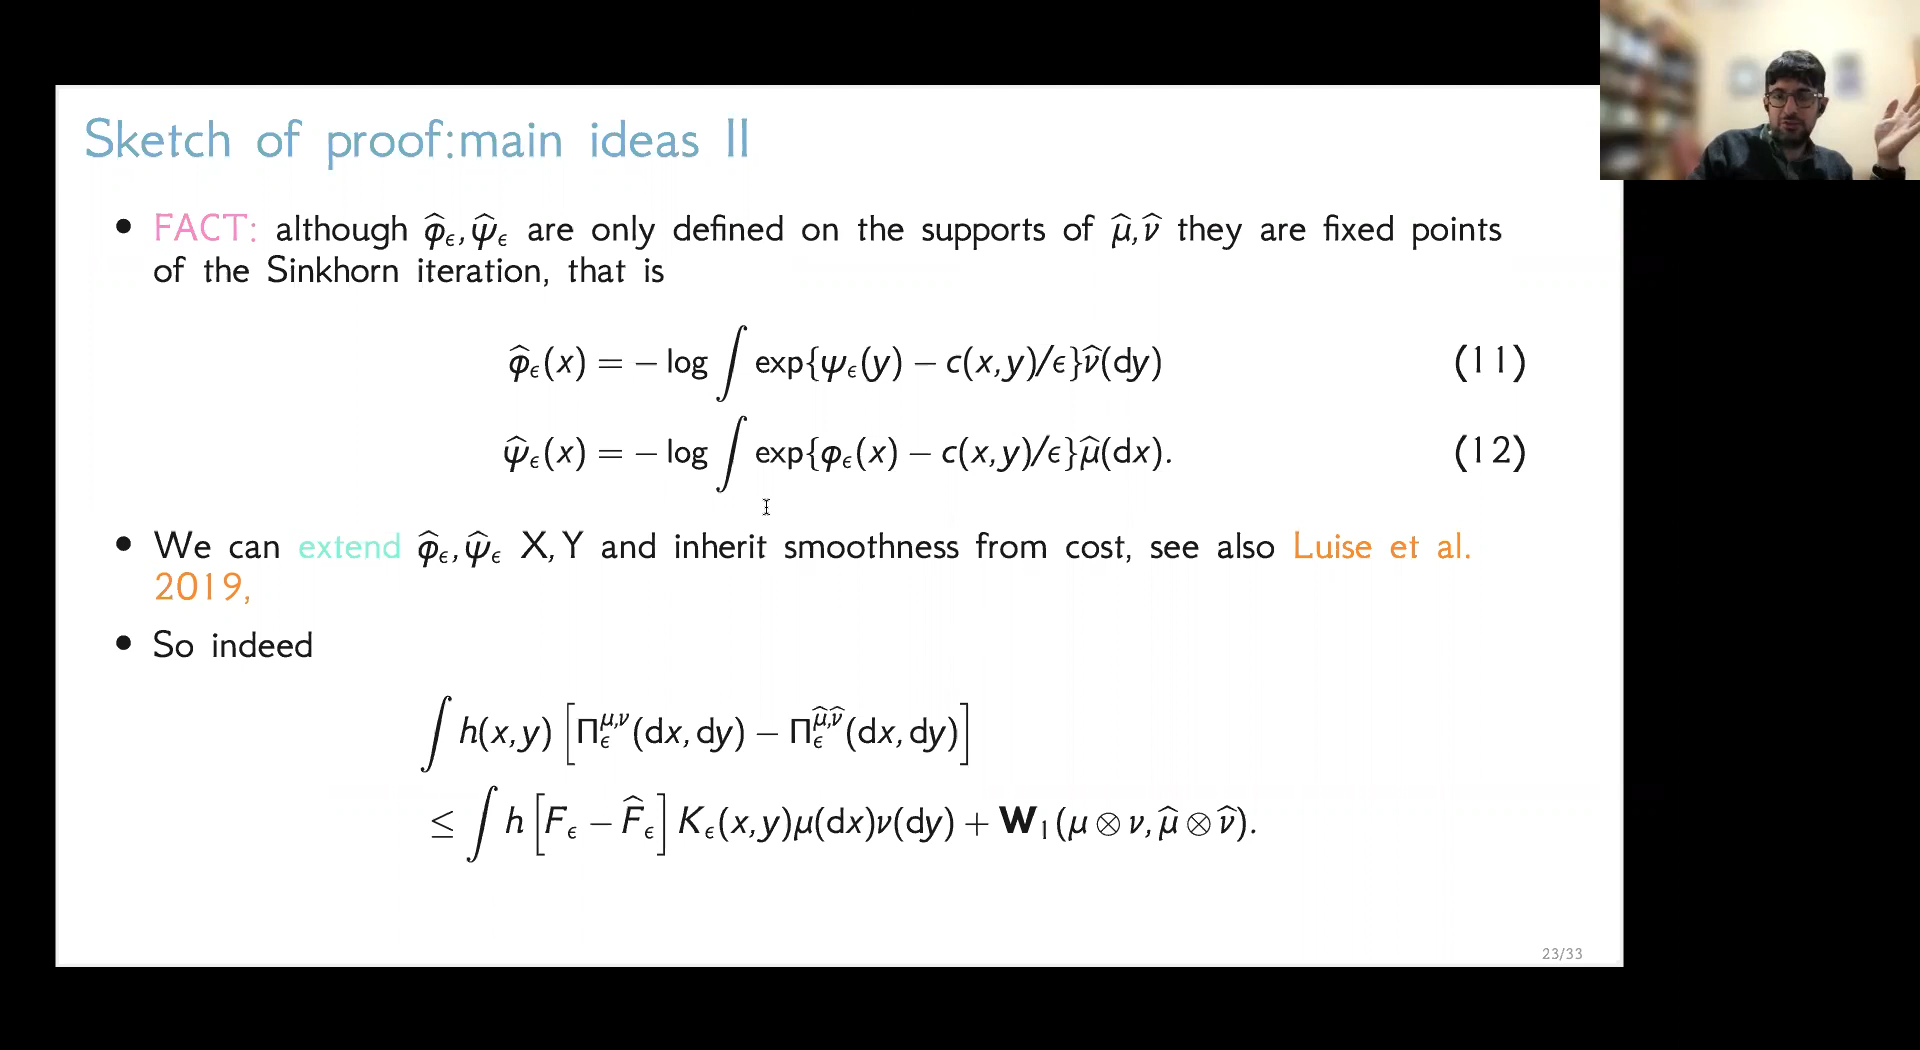 Sketch of proof:main ideas II
• FACT: although φ̂_ϵ, ψ̂_ϵ are only defined on the supports of μ̂, ν̂ they are fixed points
of the Sinkhorn iteration, that is
φ̂_ϵ(x) = − log ∫ exp{ψ_ϵ(y) − c(x,y)/ϵ}ν̂(dy) (11)
ψ̂_ϵ(x) = − log ∫ exp{φ_ϵ(x) − c(x,y)/ϵ}μ̂(dx). (12)
• We can extend φ̂_ϵ, ψ̂_ϵ X, Y and inherit smoothness from cost, see also Luise et al.
2019,
• So indeed
∫ h(x,y) [Π_ϵ^{μ,ν}(dx, dy) − Π_ϵ^{μ̂,ν̂}(dx, dy)]
≤ ∫ h [F_ϵ − F̂_ϵ] K_ϵ(x,y)μ(dx)ν(dy) + W_1(μ ⊗ ν, μ̂ ⊗ ν̂).
23/33